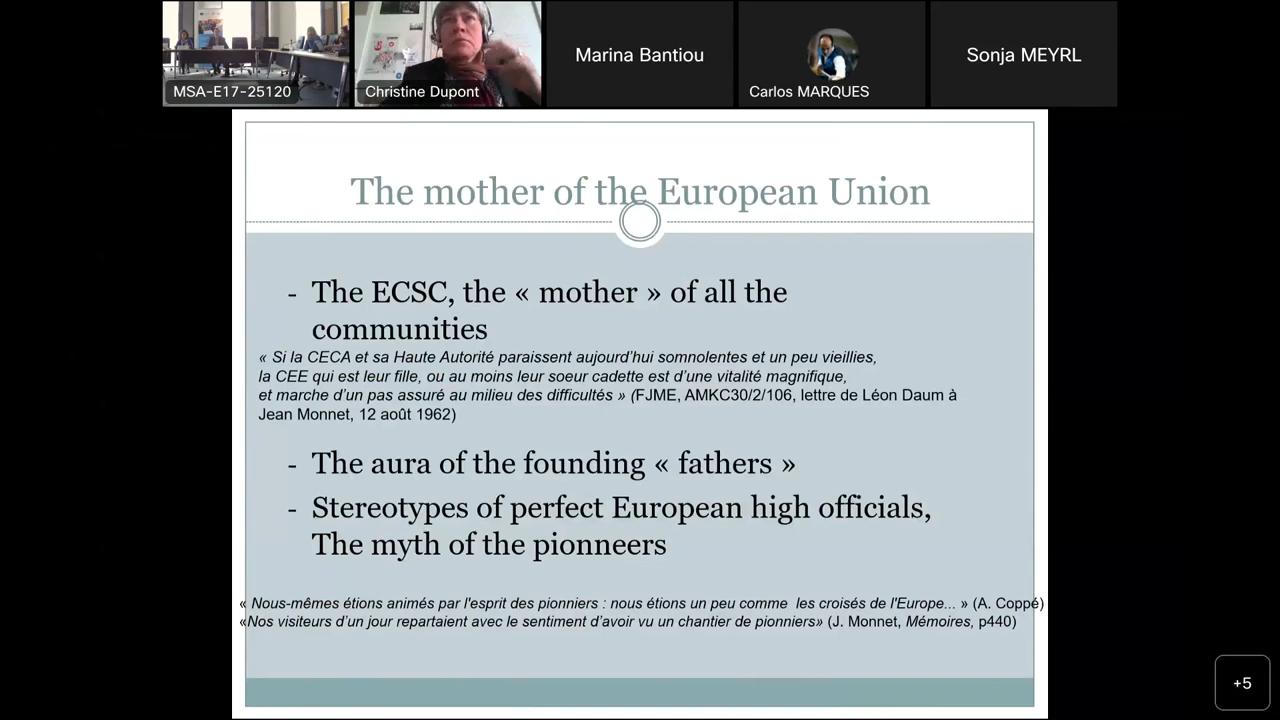 MSA-E17-25120
Christine Dupont
Marina Bantiou
Carlos MARQUES
Sonja MEYRL
The mother of the European Union
- The ECSC, the « mother » of all the
communities
« Si la CECA et sa Haute Autorité paraissent aujourd’hui somnolentes et un peu vieillies,
la CEE qui est leur fille, ou au moins leur soeur cadette est d’une vitalité magnifique,
et marche d’un pas assuré au milieu des difficultés » (FJME, AMKC30/2/106, lettre de Léon Daum à
Jean Monnet, 12 août 1962)
- The aura of the founding « fathers »
- Stereotypes of perfect European high officials,
The myth of the pionneers
« Nous-mêmes étions animés par l'esprit des pionniers : nous étions un peu comme les croisés de l'Europe... » (A. Coppé)
«Nos visiteurs d’un jour repartaient avec le sentiment d’avoir vu un chantier de pionniers» (J. Monnet, Mémoires, p440)
+5